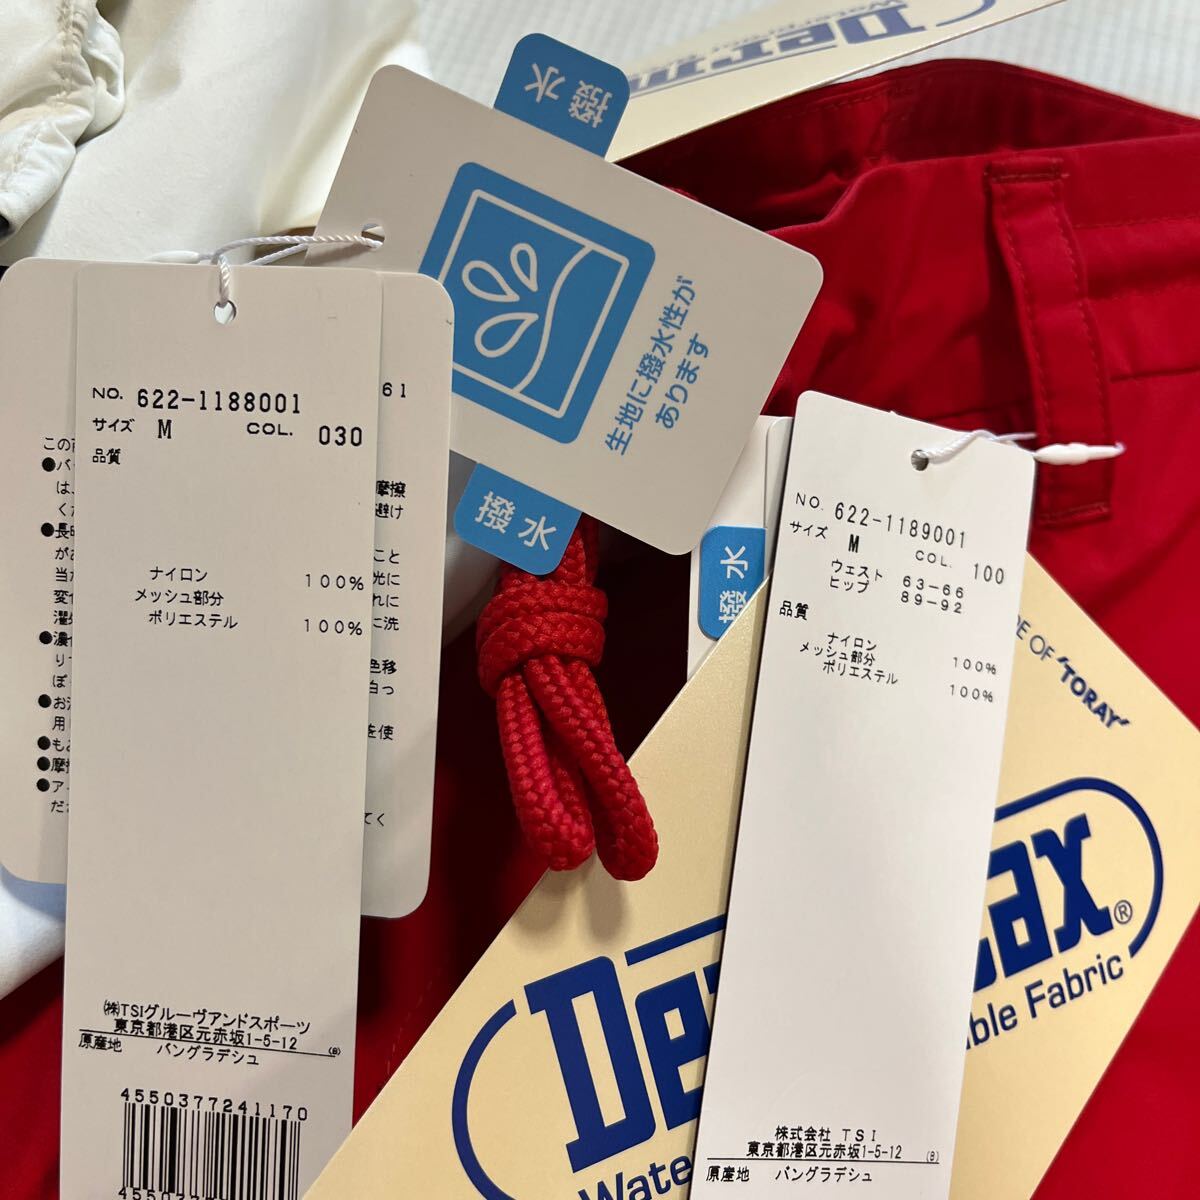 撥水
生地に撥水性が
あります
撥水
NO. 622-1188001
サイズ M COL. 030
品質
ナイロン 100%
メッシュ部分
ポリエステル 100%
(株)TSIグルーヴアンドスポーツ
東京都港区元赤坂1-5-12 (B)
原産地 バングラデシュ
4550377241170
61
この
摩擦
避け
こと
光に
れに
に洗
色移
白っ
を使
てく
撥水
NO. 622-1189001
サイズ M COL. 100
ウェスト 63-66
ヒップ 89-92
品質
ナイロン 100%
メッシュ部分
ポリエステル 100%
株式会社 TSI
東京都港区元赤坂1-5-12 (B)
原産地 バングラデシュ
OF "TORAY"
De
ax®
Wate
ble Fabric